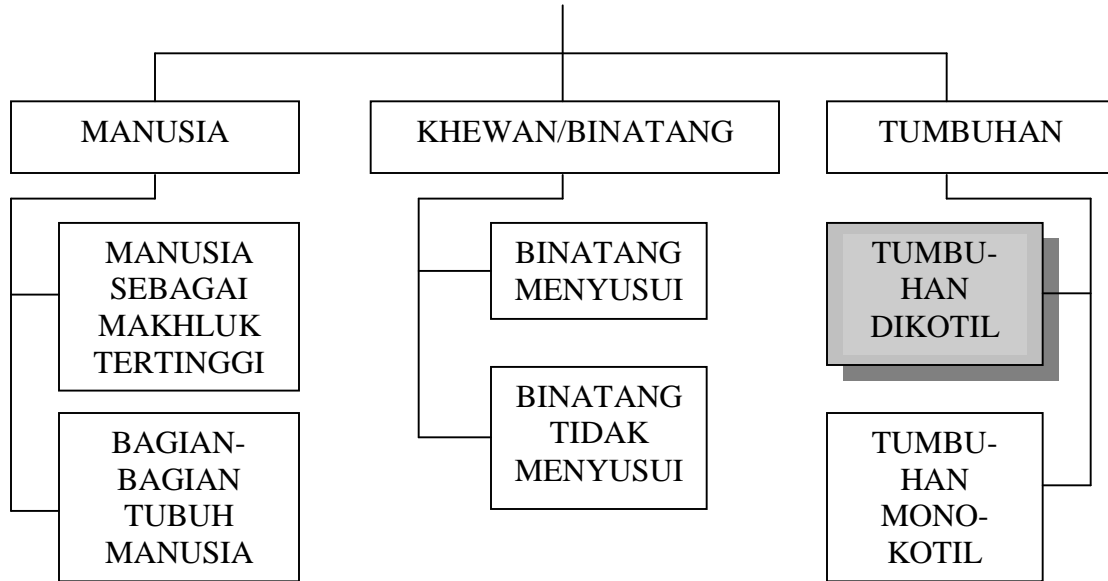 MANUSIA
KHEWAN/BINATANG
TUMBUHAN
MANUSIA
SEBAGAI
MAKHLUK
TERTINGGI
BAGIAN-
BAGIAN
TUBUH
MANUSIA
BINATANG
MENYUSUI
BINATANG
TIDAK
MENYUSUI
TUMBU-
HAN
DIKOTIL
TUMBU-
HAN
MONO-
KOTIL